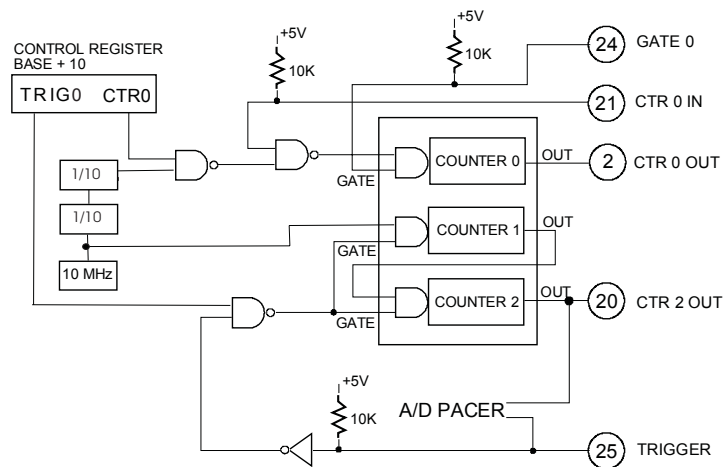 +5V
+5V
24 GATE 0
CONTROL REGISTER
BASE + 10
10K
10K
TRIG0 CTR0
21 CTR 0 IN
1/10
COUNTER 0
OUT
2 CTR 0 OUT
GATE
1/10
COUNTER 1
OUT
10 MHz
GATE
COUNTER 2
OUT
20 CTR 2 OUT
GATE
+5V
A/D PACER
10K
25 TRIGGER